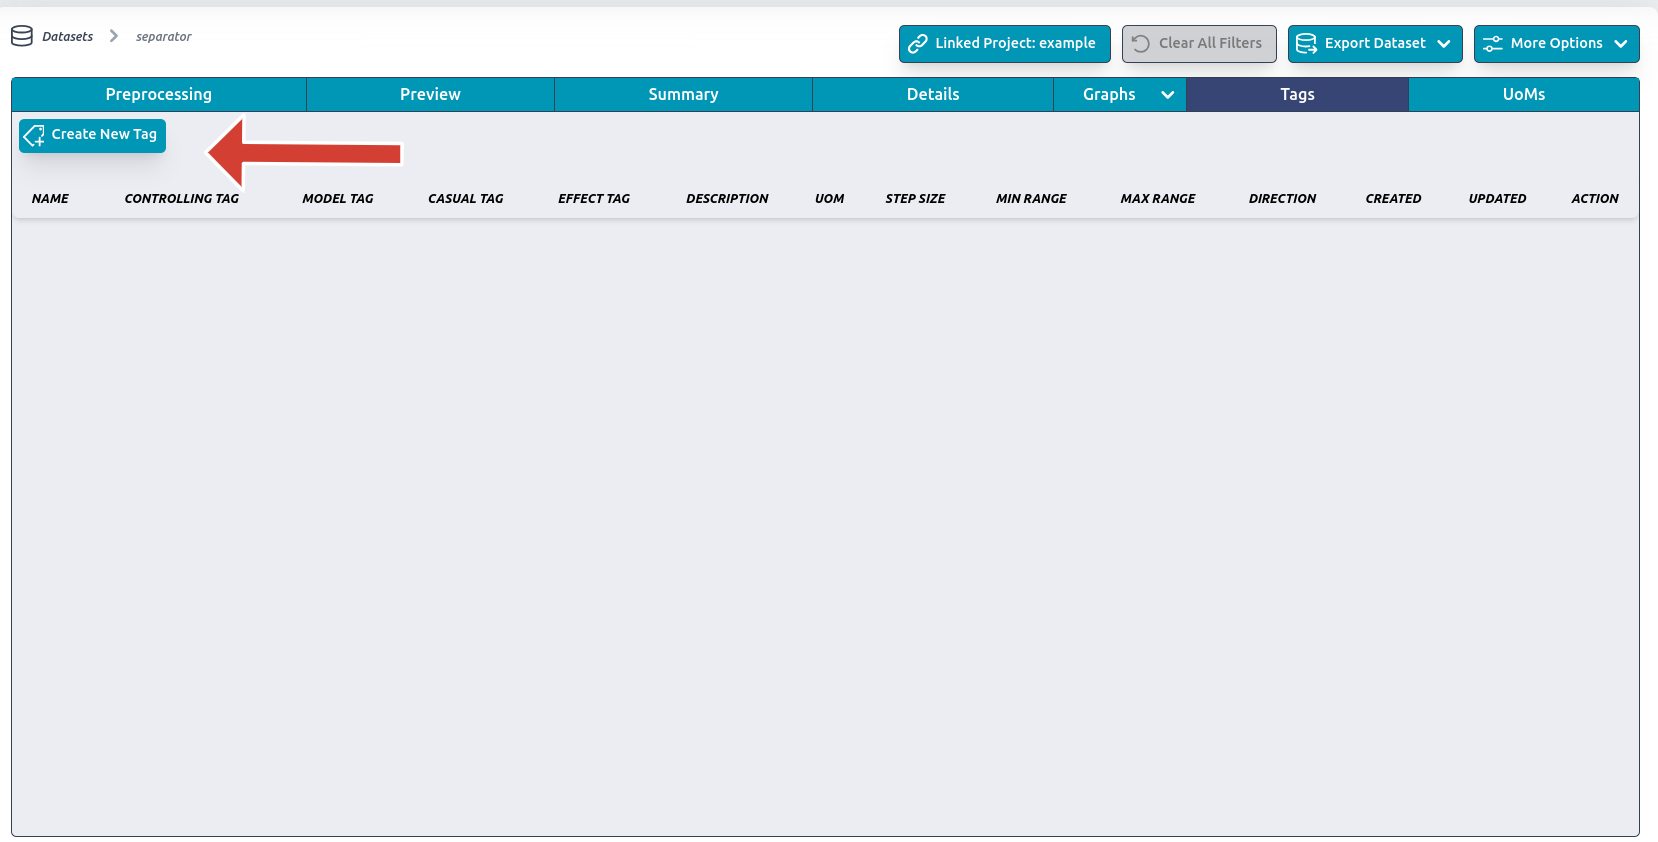 Datasets separator
Linked Project: example Clear All Filters Export Dataset More Options
Preprocessing Preview Summary Details Graphs Tags UoMs
Create New Tag
NAME CONTROLLING TAG MODEL TAG CASUAL TAG EFFECT TAG DESCRIPTION UOM STEP SIZE MIN RANGE MAX RANGE DIRECTION CREATED UPDATED ACTION